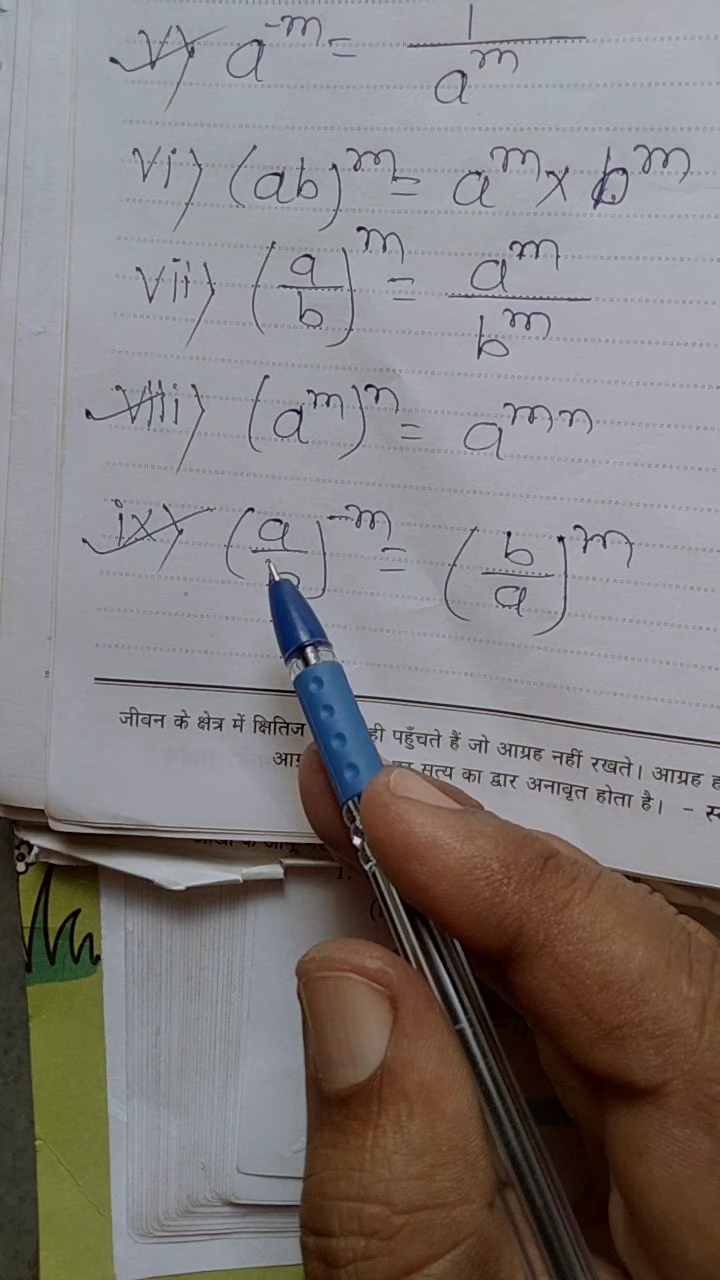 v) a^-m = 1/a^m
vi) (ab)^m = a^m × b^m
vii) (a/b)^m = a^m/b^m
viii) (a^m)^n = a^mn
ix) (a/b)^-m = (b/a)^m
जीवन के क्षेत्र में क्षितिज ही पहुँचते हैं जो आग्रह नहीं रखते। आग्रह
सत्य का द्वार अनावृत होता है। -